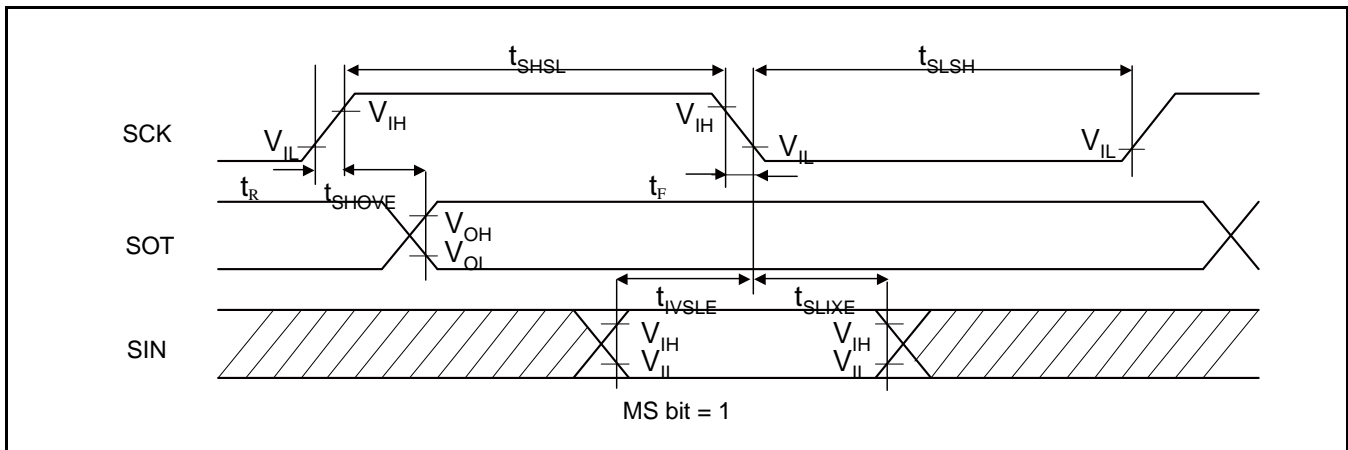 tSHSL tSLSH
SCK VIL VIH VIH VIL VIL
tR tSHOVE tF
SOT VOH
VOL
tIVSLE tSLIXE
SIN VIH VIH
VIL VIL
MS bit = 1